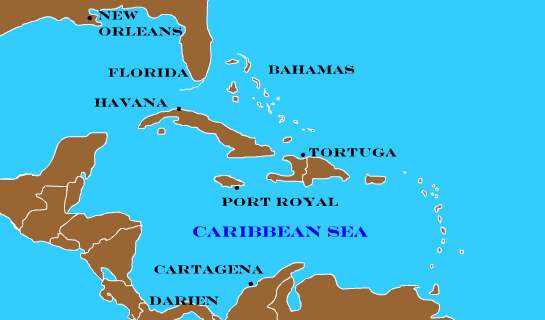 NEW
ORLEANS
FLORIDA
BAHAMAS
HAVANA
TORTUGA
PORT ROYAL
CARIBBEAN SEA
CARTAGENA
DARIEN